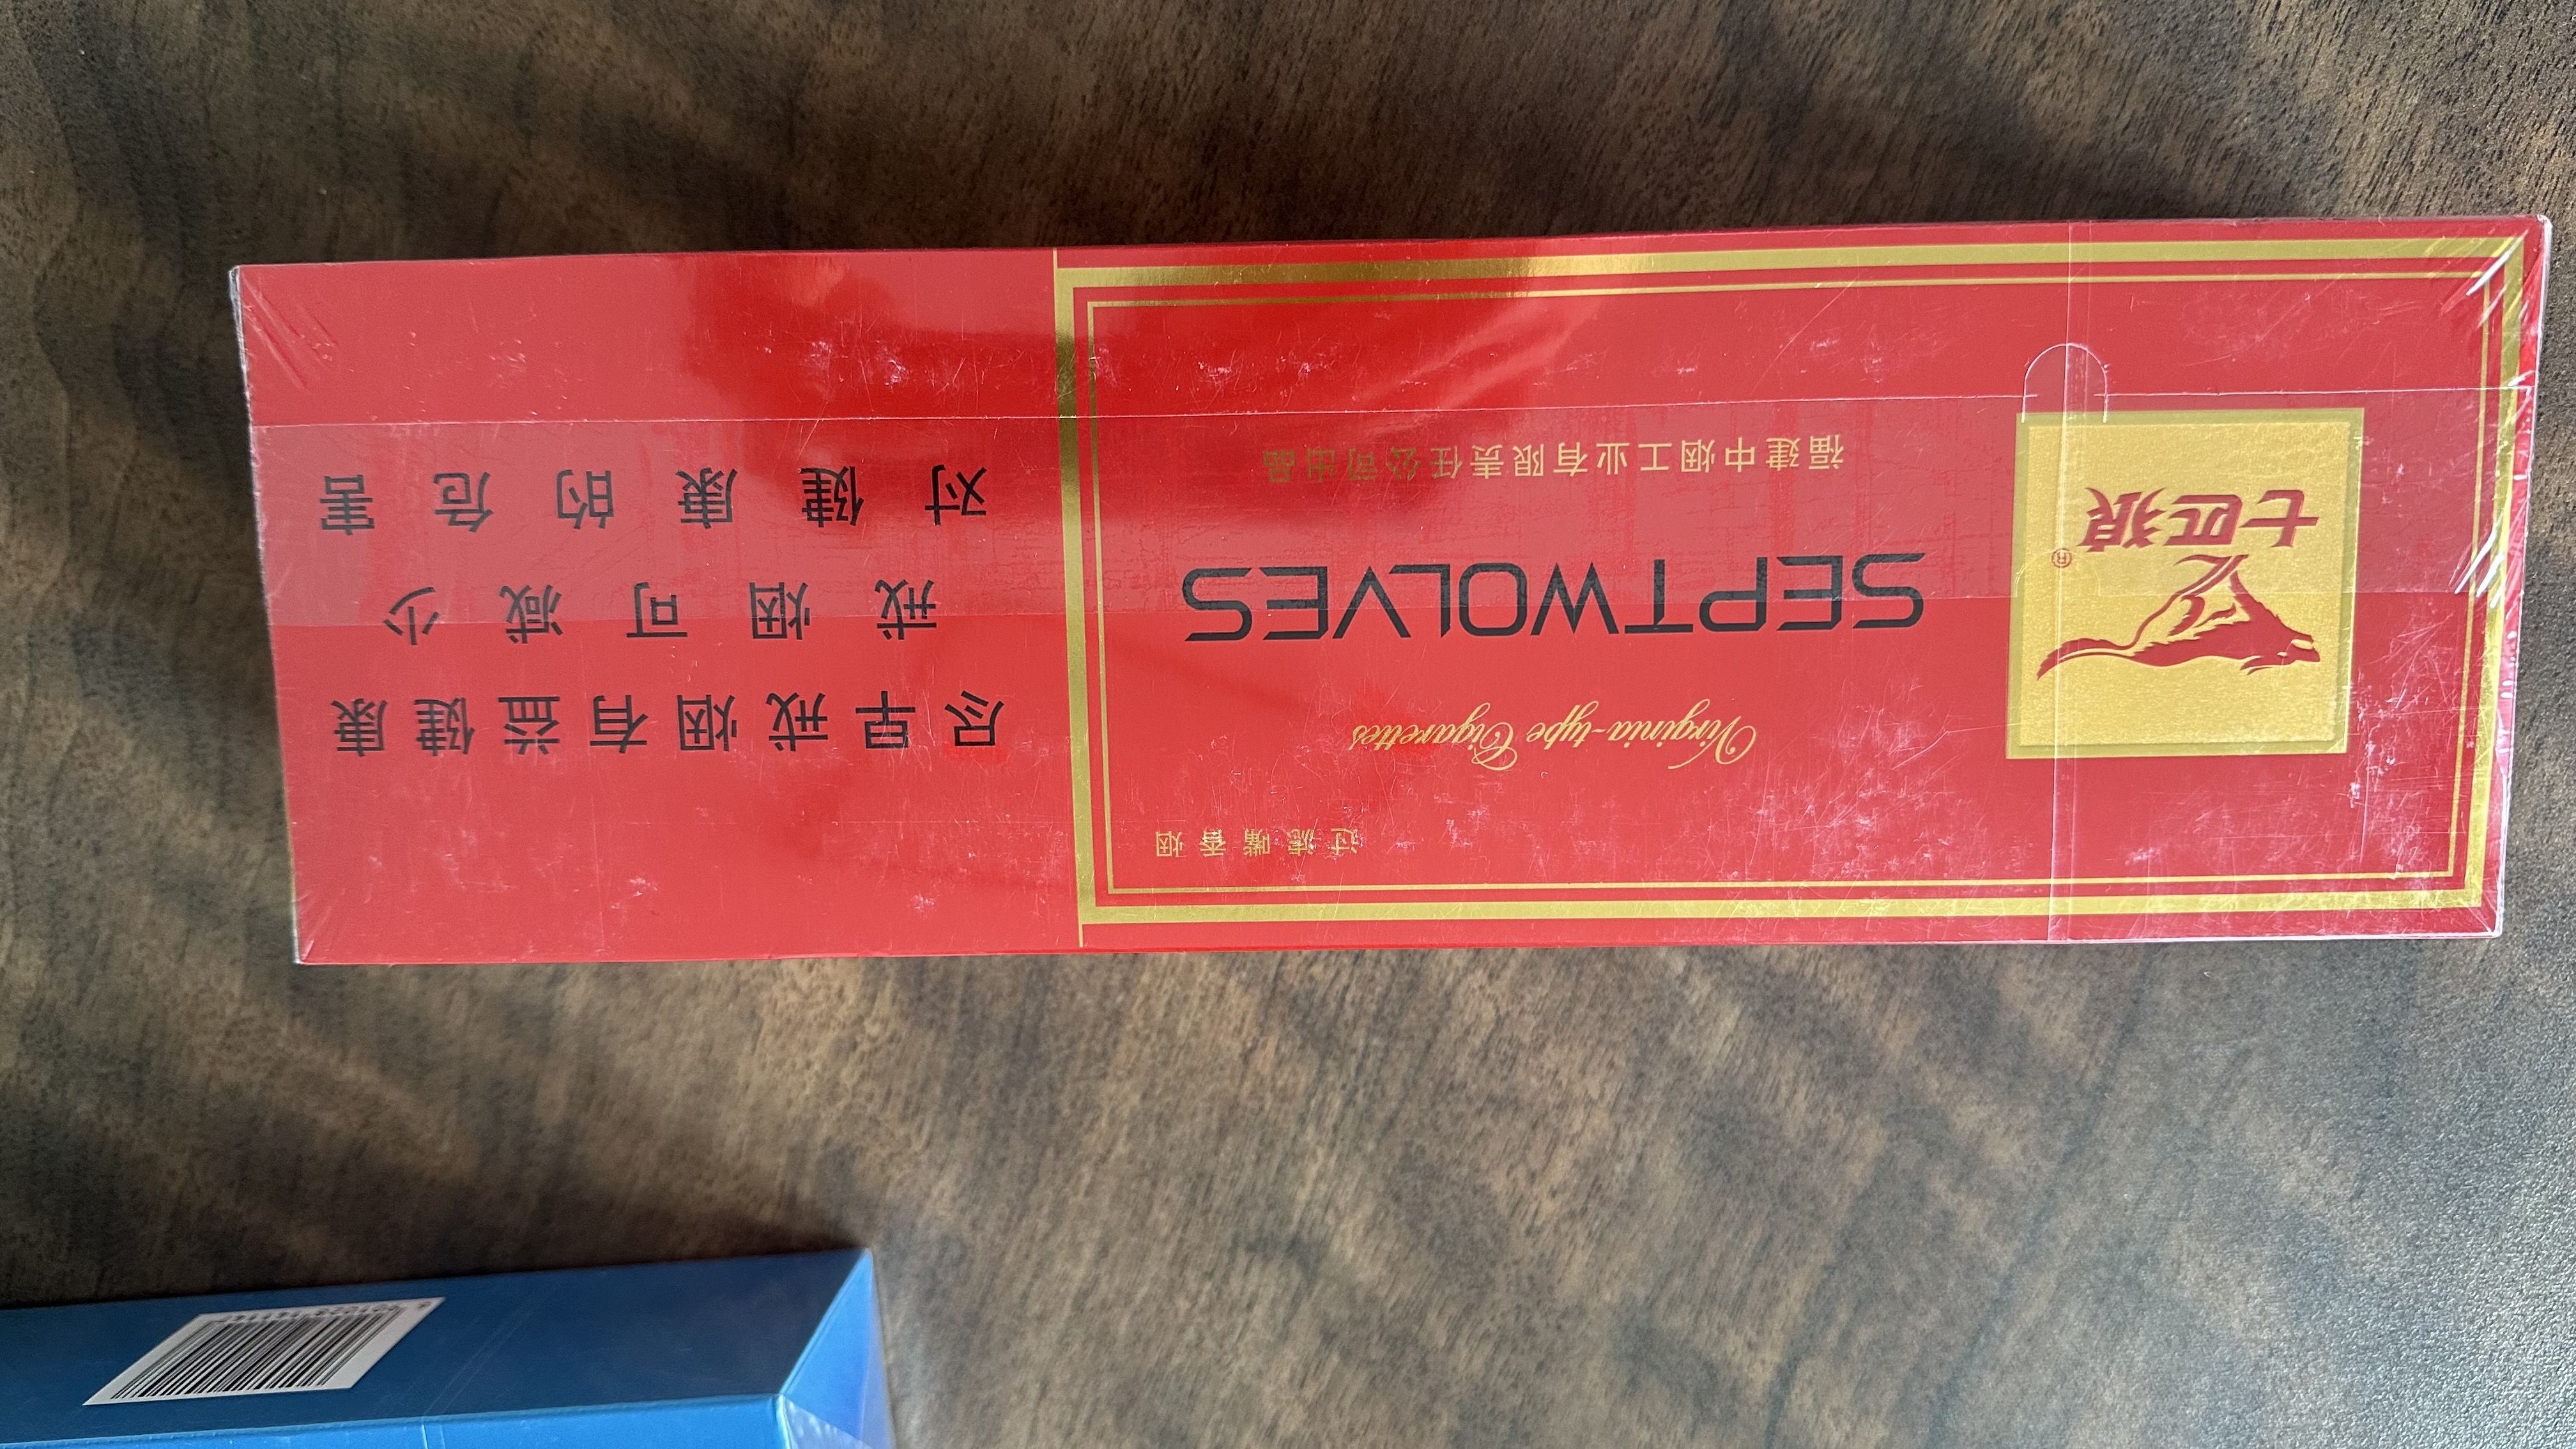 七匹狼
®
过滤嘴香烟
Virginia-type Cigarettes
SEPTWOLVES
福建中烟工业有限责任公司出品
尽早戒烟有益健康
戒烟可减少
对健康的危害